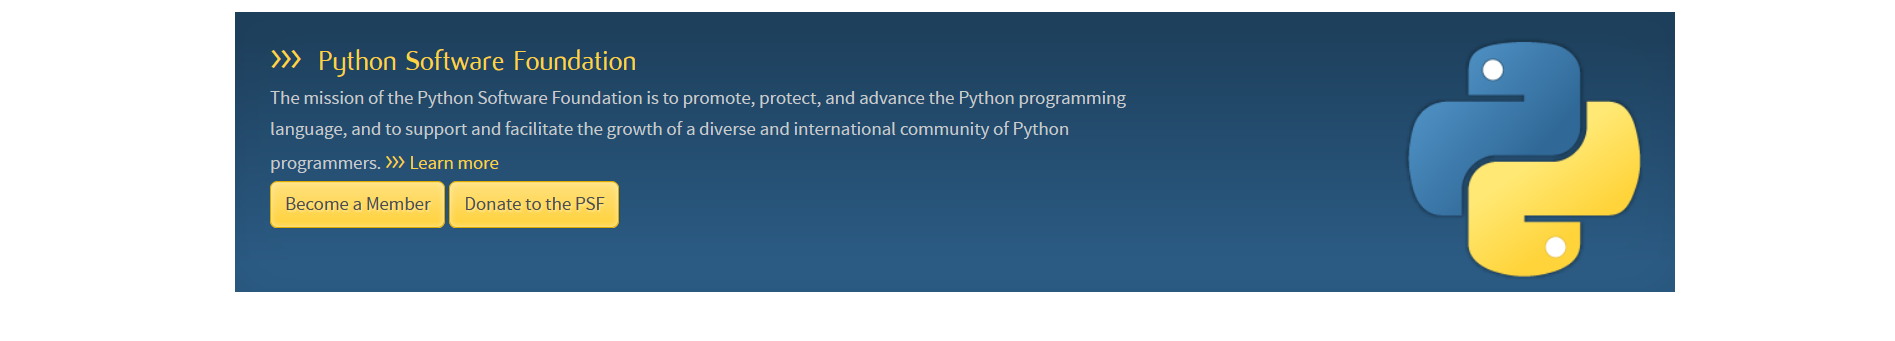 >>> Python Software Foundation
The mission of the Python Software Foundation is to promote, protect, and advance the Python programming
language, and to support and facilitate the growth of a diverse and international community of Python
programmers. >>> Learn more
Become a Member Donate to the PSF